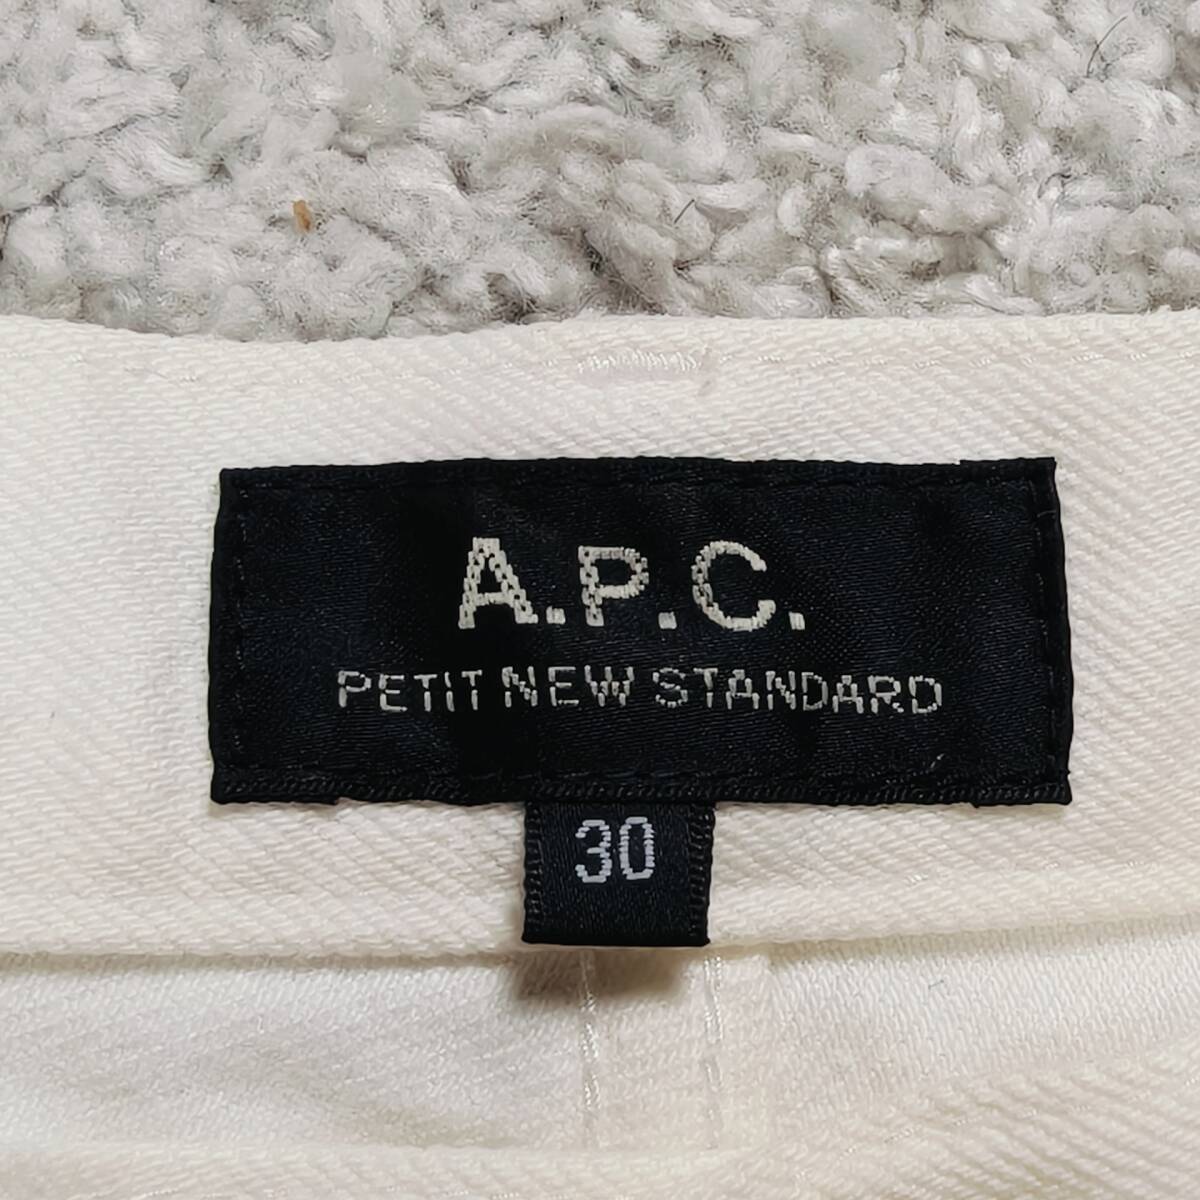 A.P.C.
PETIT NEW STANDARD
30